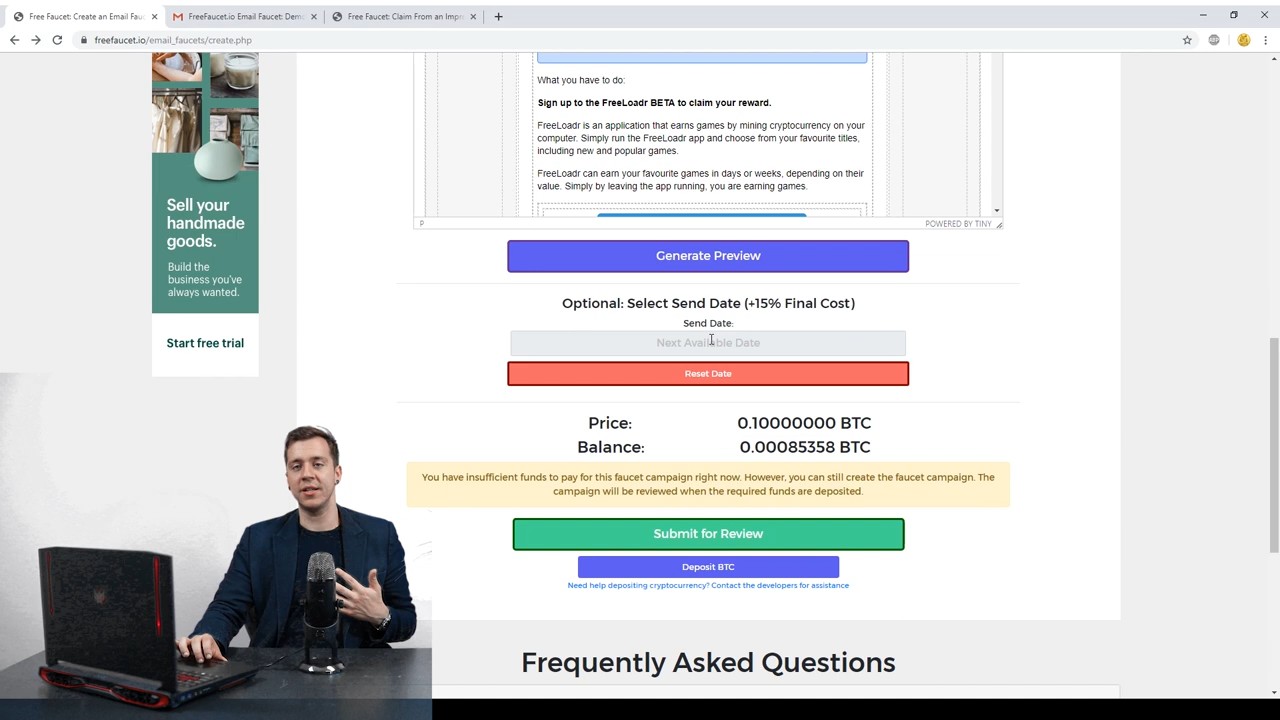 Free Faucet: Create an Email Fauc
FreeFaucet.io Email Faucet: Demo
Free Faucet: Claim From an Impr
freefaucet.io/email_faucets/create.php
Sell your
handmade
goods.
Build the
business you've
always wanted.
Start free trial
What you have to do:
Sign up to the FreeLoadr BETA to claim your reward.
FreeLoadr is an application that earns games by mining cryptocurrency on your
computer. Simply run the FreeLoadr app and choose from your favourite titles,
including new and popular games.
FreeLoadr can earn your favourite games in days or weeks, depending on their
value. Simply by leaving the app running, you are earning games.
P
POWERED BY TINY
Generate Preview
Optional: Select Send Date (+15% Final Cost)
Send Date:
Next Available Date
Reset Date
Price: 0.10000000 BTC
Balance: 0.00085358 BTC
You have insufficient funds to pay for this faucet campaign right now. However, you can still create the faucet campaign. The
campaign will be reviewed when the required funds are deposited.
Submit for Review
Deposit BTC
Need help depositing cryptocurrency? Contact the developers for assistance
Frequently Asked Questions